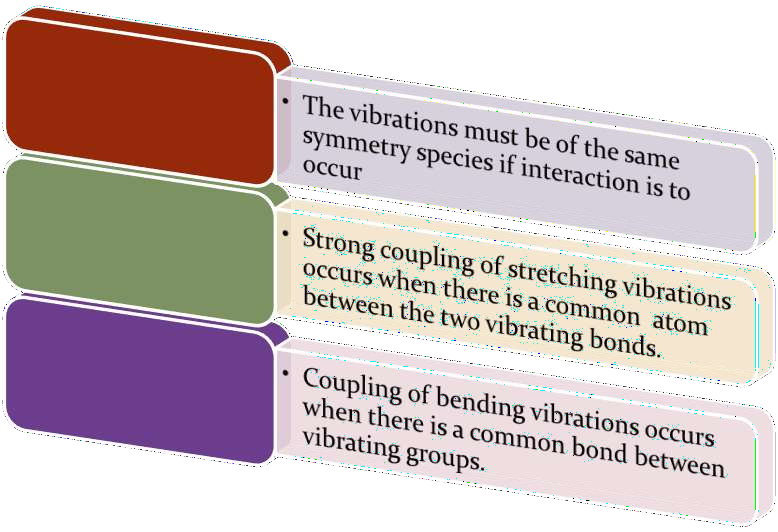 • The vibrations must be of the same
symmetry species if interaction is to
occur
• Strong coupling of stretching vibrations
occurs when there is a common atom
between the two vibrating bonds.
• Coupling of bending vibrations occurs
when there is a common bond between
vibrating groups.